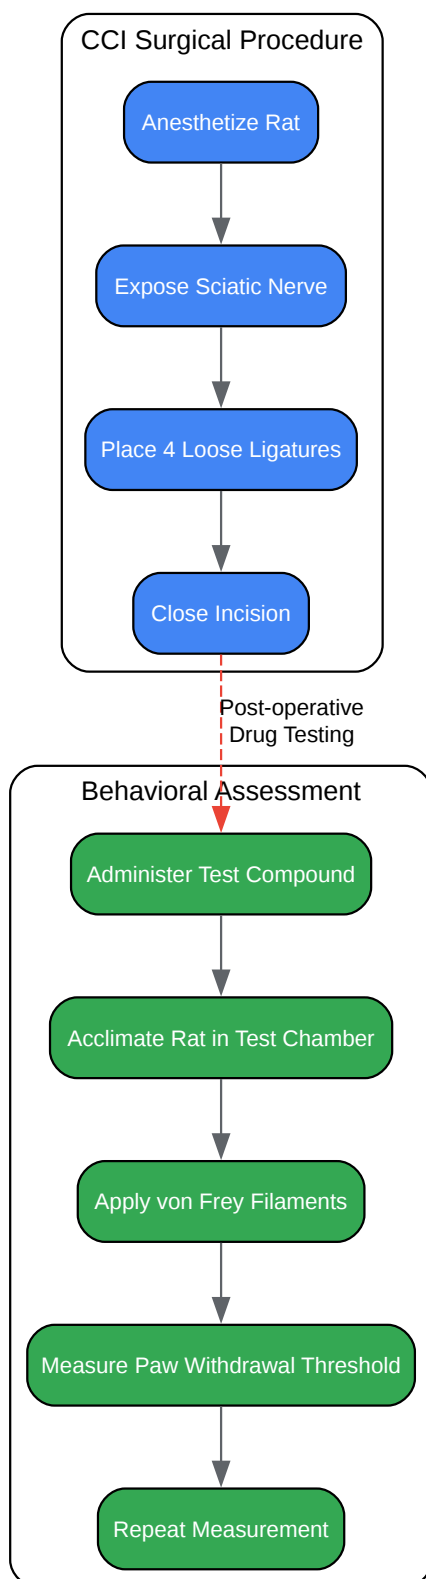 CCI Surgical Procedure
Anesthetize Rat
Expose Sciatic Nerve
Place 4 Loose Ligatures
Close Incision
Post-operative
Drug Testing
Behavioral Assessment
Administer Test Compound
Acclimate Rat in Test Chamber
Apply von Frey Filaments
Measure Paw Withdrawal Threshold
Repeat Measurement